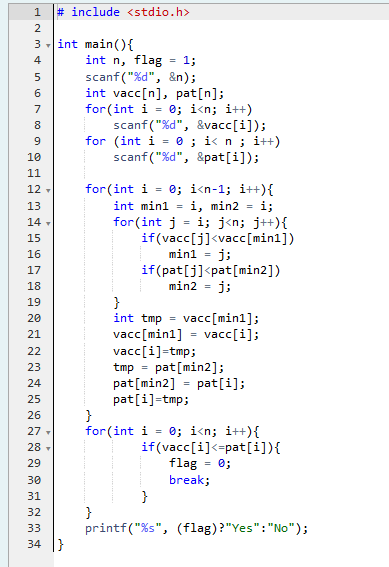 1 # include <stdio.h>
2
3 int main(){
4     int n, flag = 1;
5     scanf("%d", &n);
6     int vacc[n], pat[n];
7     for(int i = 0; i<n; i++)
8         scanf("%d", &vacc[i]);
9     for (int i = 0 ; i< n ; i++)
10         scanf("%d", &pat[i]);
11
12     for(int i = 0; i<n-1; i++){
13         int min1 = i, min2 = i;
14         for(int j = i; j<n; j++){
15             if(vacc[j]<vacc[min1])
16                 min1 = j;
17             if(pat[j]<pat[min2])
18                 min2 = j;
19         }
20         int tmp = vacc[min1];
21         vacc[min1] = vacc[i];
22         vacc[i]=tmp;
23         tmp = pat[min2];
24         pat[min2] = pat[i];
25         pat[i]=tmp;
26     }
27     for(int i = 0; i<n; i++){
28             if(vacc[i]<=pat[i]){
29                 flag = 0;
30                 break;
31             }
32     }
33     printf("%s", (flag)?"Yes":"No");
34 }